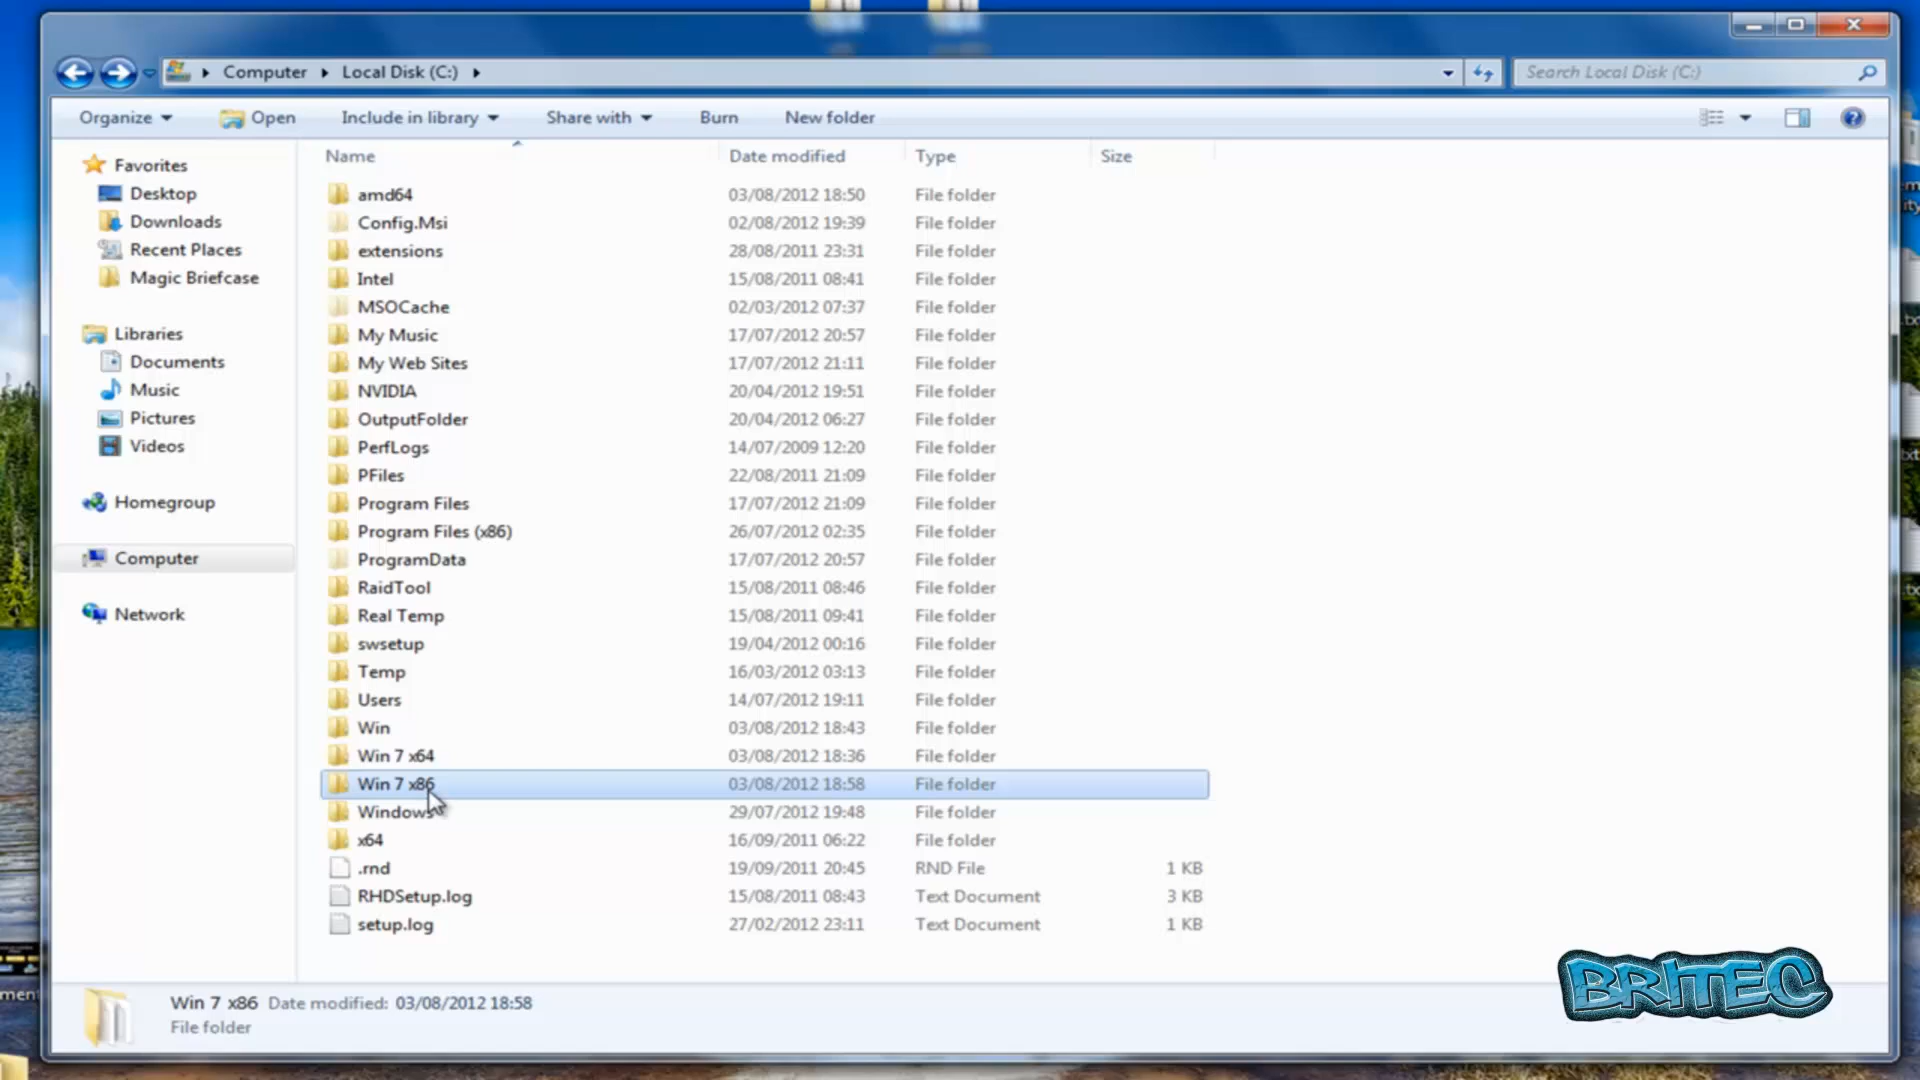 Computer Local Disk (C:) Search Local Disk (C:)
Organize Open Include in library Share with Burn New folder
Name Date modified Type Size
Favorites
Desktop
Downloads
Recent Places
Magic Briefcase
Libraries
Documents
Music
Pictures
Videos
Homegroup
Computer
Network
amd64 03/08/2012 18:50 File folder
Config.Msi 02/08/2012 19:39 File folder
extensions 28/08/2011 23:31 File folder
Intel 15/08/2011 08:41 File folder
MSOCache 02/03/2012 07:37 File folder
My Music 17/07/2012 20:57 File folder
My Web Sites 17/07/2012 21:11 File folder
NVIDIA 20/04/2012 19:51 File folder
OutputFolder 20/04/2012 06:27 File folder
PerfLogs 14/07/2009 12:20 File folder
PFiles 22/08/2011 21:09 File folder
Program Files 17/07/2012 21:09 File folder
Program Files (x86) 26/07/2012 02:35 File folder
ProgramData 17/07/2012 20:57 File folder
RaidTool 15/08/2011 08:46 File folder
Real Temp 15/08/2011 09:41 File folder
swsetup 19/04/2012 00:16 File folder
Temp 16/03/2012 03:13 File folder
Users 14/07/2012 19:11 File folder
Win 03/08/2012 18:43 File folder
Win 7 x64 03/08/2012 18:36 File folder
Win 7 x86 03/08/2012 18:58 File folder
Windows 29/07/2012 19:48 File folder
x64 16/09/2011 06:22 File folder
.rnd 19/09/2011 20:45 RND File 1 KB
RHDSetup.log 15/08/2011 08:43 Text Document 3 KB
setup.log 27/02/2012 23:11 Text Document 1 KB
Win 7 x86 Date modified: 03/08/2012 18:58
File folder
BRITEC